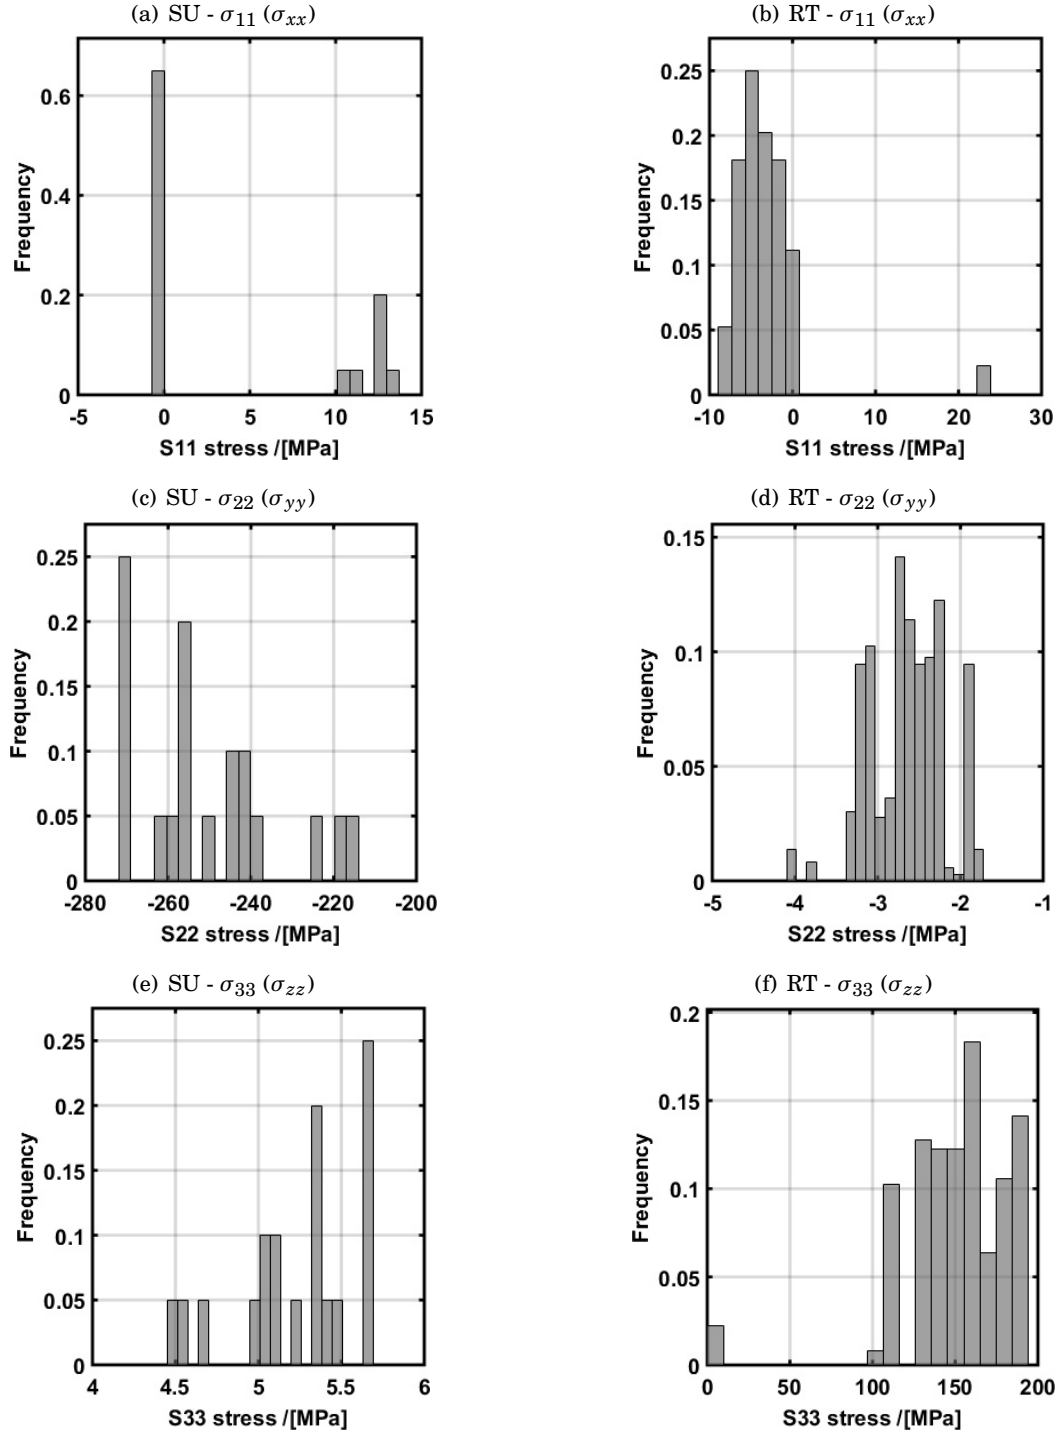 (a) SU - σ11 (σxx)
0.6
0.4
0.2
0
Frequency
-5 0 5 10 15
S11 stress /[MPa]
(b) RT - σ11 (σxx)
0.25
0.2
0.15
0.1
0.05
0
Frequency
-10 0 10 20 30
S11 stress /[MPa]
(c) SU - σ22 (σyy)
0.25
0.2
0.15
0.1
0.05
0
Frequency
-280 -260 -240 -220 -200
S22 stress /[MPa]
(d) RT - σ22 (σyy)
0.15
0.1
0.05
0
Frequency
-5 -4 -3 -2 -1
S22 stress /[MPa]
(e) SU - σ33 (σzz)
0.25
0.2
0.15
0.1
0.05
0
Frequency
4 4.5 5 5.5 6
S33 stress /[MPa]
(f) RT - σ33 (σzz)
0.2
0.15
0.1
0.05
0
Frequency
0 50 100 150 200
S33 stress /[MPa]